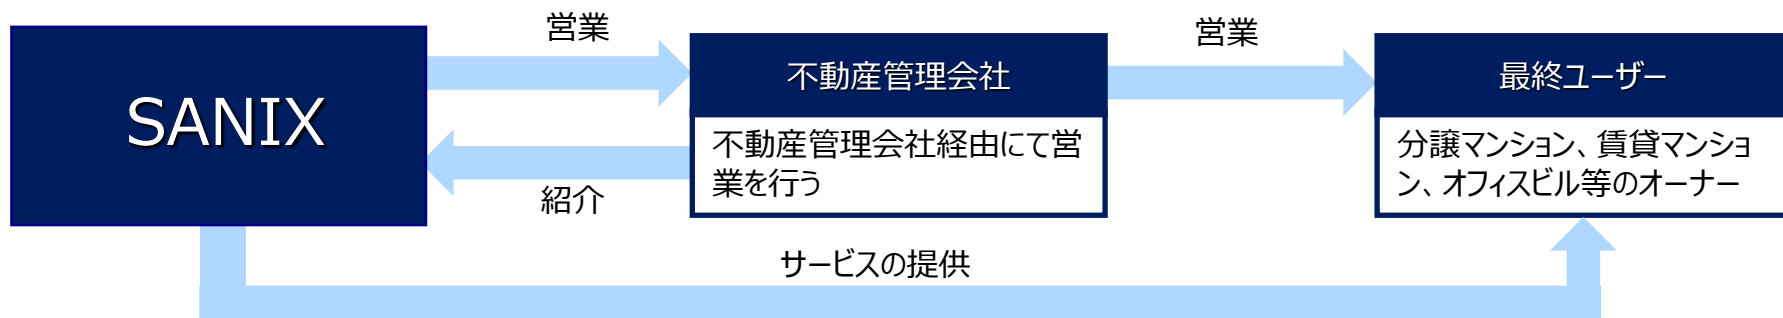 営業
営業
SANIX
不動産管理会社
最終ユーザー
不動産管理会社経由にて営
業を行う
分譲マンション、賃貸マンショ
ン、オフィスビル等のオーナー
紹介
サービスの提供